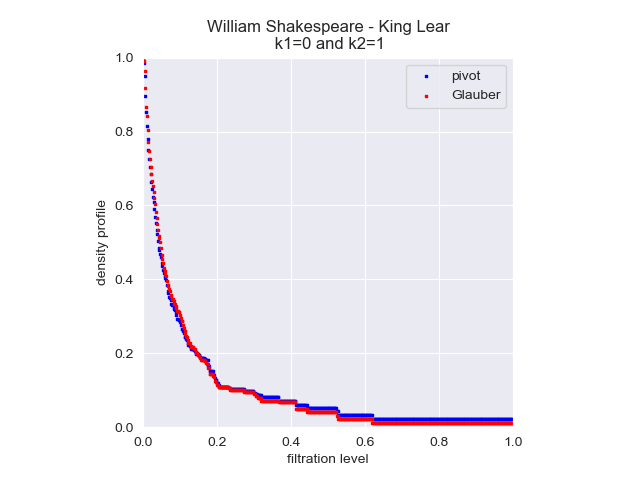 William Shakespeare - King Lear
k1=0 and k2=1
pivot
Glauber
density profile
1.0
0.8
0.6
0.4
0.2
0.0
0.0 0.2 0.4 0.6 0.8 1.0
filtration level